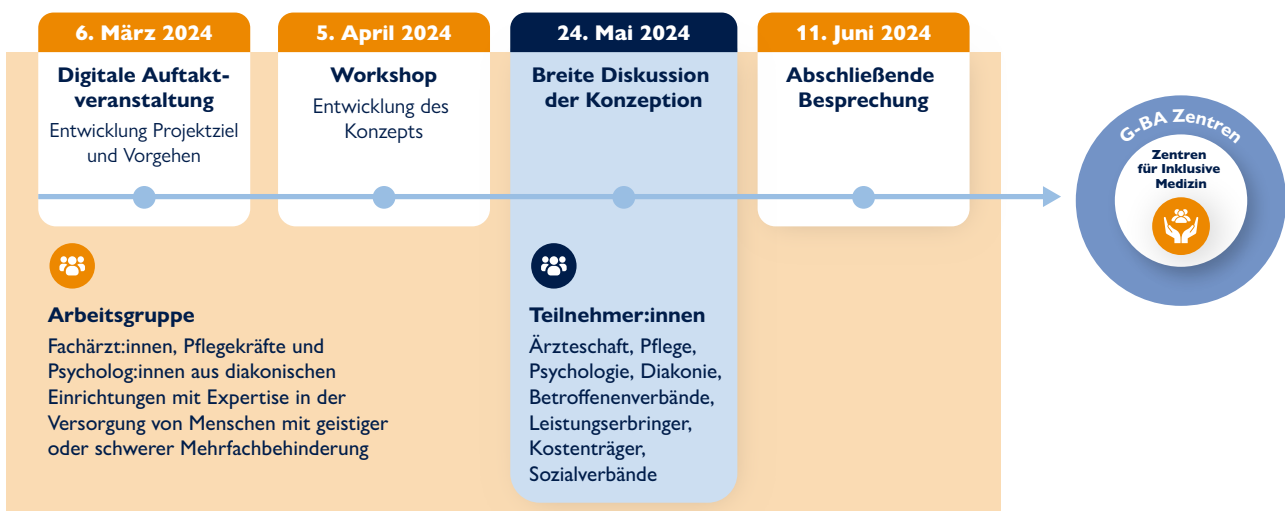 6. März 2024
Digitale Auftakt-
veranstaltung
Entwicklung Projektziel
und Vorgehen
5. April 2024
Workshop
Entwicklung des
Konzepts
24. Mai 2024
Breite Diskussion
der Konzeption
11. Juni 2024
Abschließende
Besprechung
G-BA Zentren
Zentren
für Inklusive
Medizin
Arbeitsgruppe
Fachärzt:innen, Pflegekräfte und
Psycholog:innen aus diakonischen
Einrichtungen mit Expertise in der
Versorgung von Menschen mit geistiger
oder schwerer Mehrfachbehinderung
Teilnehmer:innen
Ärzteschaft, Pflege,
Psychologie, Diakonie,
Betroffenenverbände,
Leistungserbringer,
Kostenträger,
Sozialverbände